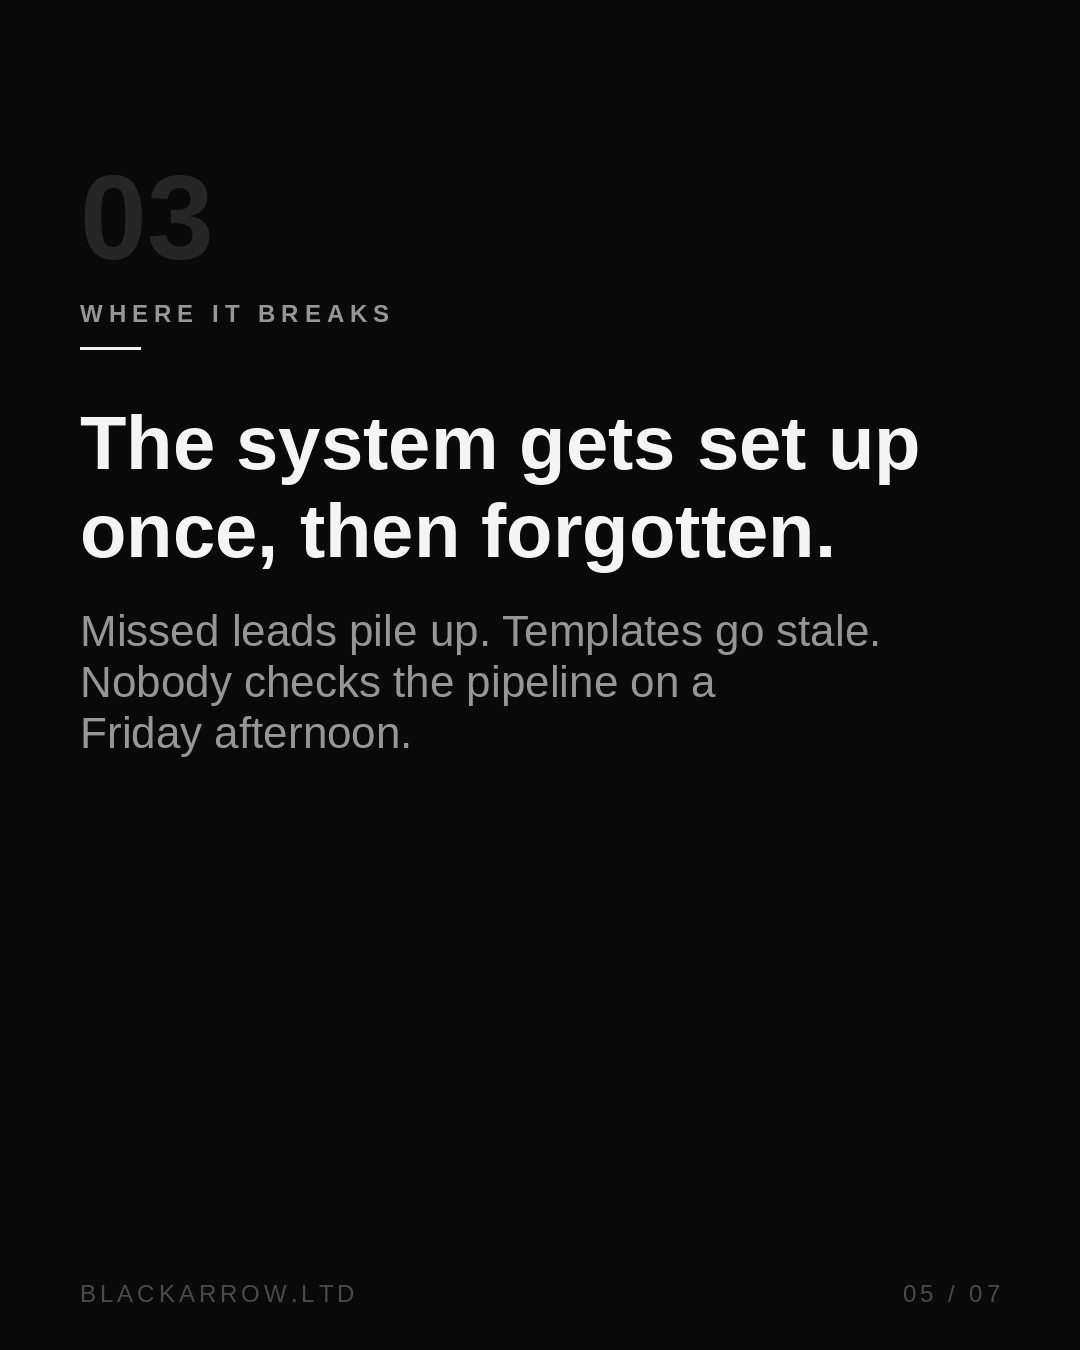 03
WHERE IT BREAKS
The system gets set up
once, then forgotten.
Missed leads pile up. Templates go stale.
Nobody checks the pipeline on a
Friday afternoon.
BLACKARROW.LTD
05 / 07